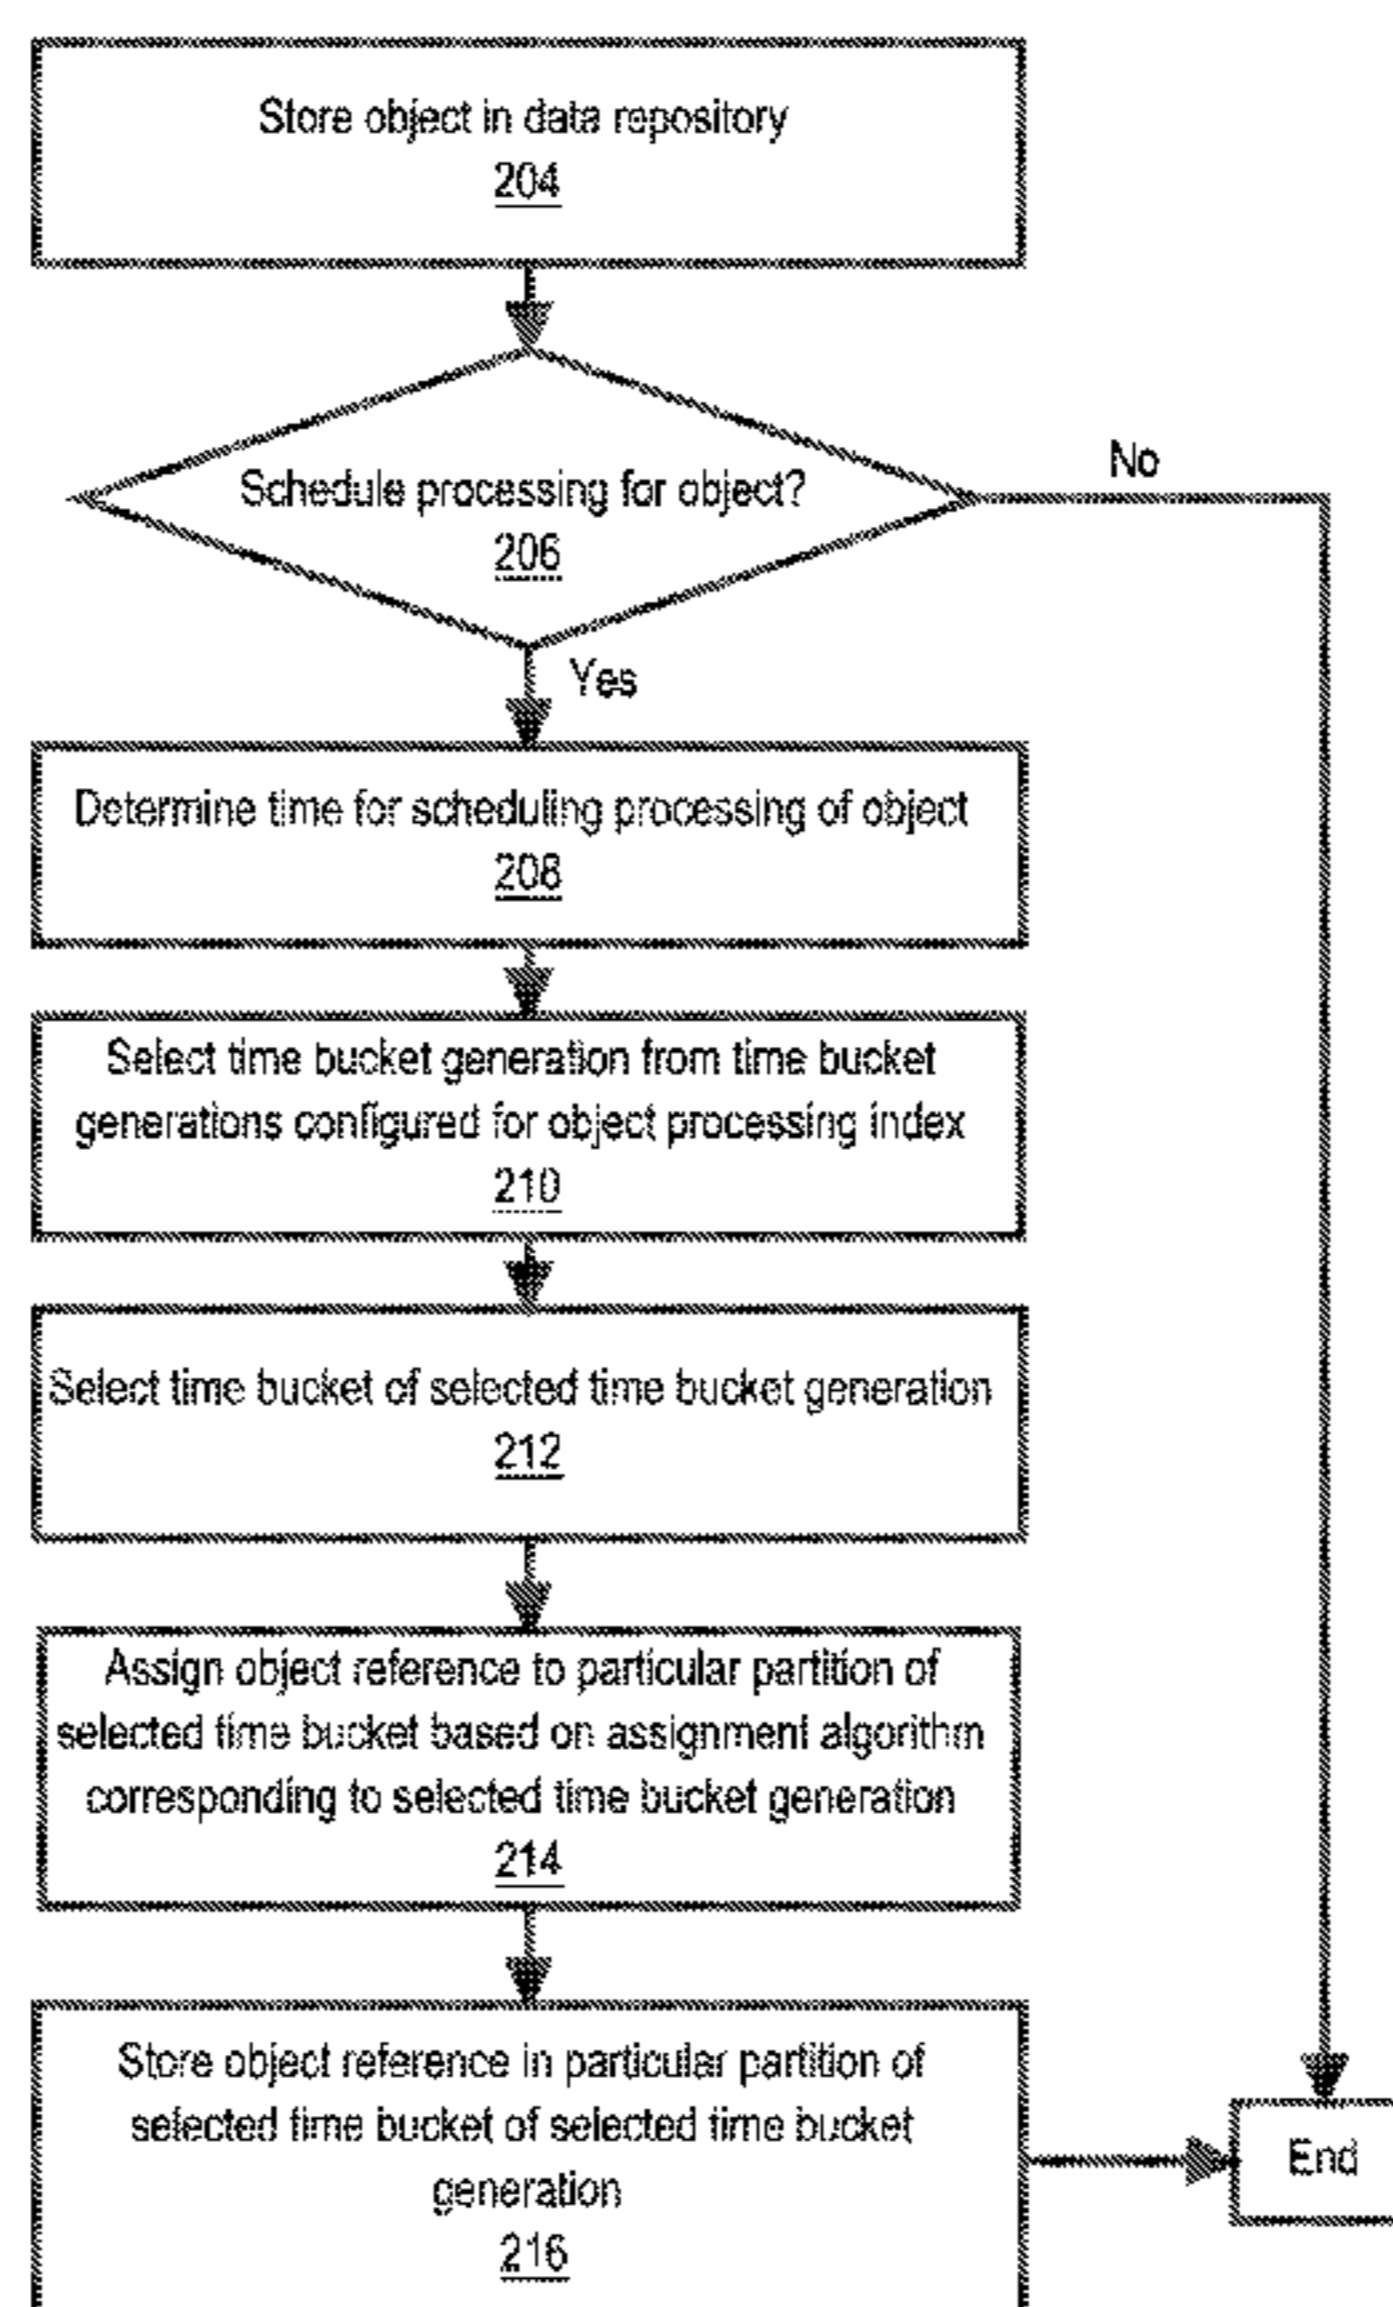 Store object in data repository
204
Schedule processing for object?
206
No
Yes
Determine time for scheduling processing of object
208
Select time bucket generation from time bucket
generations configured for object processing index
210
Select time bucket of selected time bucket generation
212
Assign object reference to particular partition of
selected time bucket based on assignment algorithm
corresponding to selected time bucket generation
214
Store object reference in particular partition of
selected time bucket of selected time bucket
generation
216
End